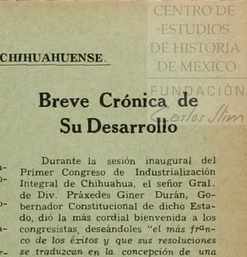 CENTRO DE
ESTUDIOS
DE HISTORIA
DE MEXICO
FUNDACIÓN
Carlos Slim
CHIHUAHUENSE.
Breve Crónica de
Su Desarrollo
Durante la sesión inaugural del
Primer Congreso de Industrialización
Integral de Chihuahua, el señor Gral.
de Div. Práxedes Giner Durán, Go-
bernador Constitucional de dicho Esta-
do, dió la más cordial bienvenida a los
congresistas, deseándoles "el más fran-
co de los éxitos y que sus resoluciones
se traduzcan en la concepción de una